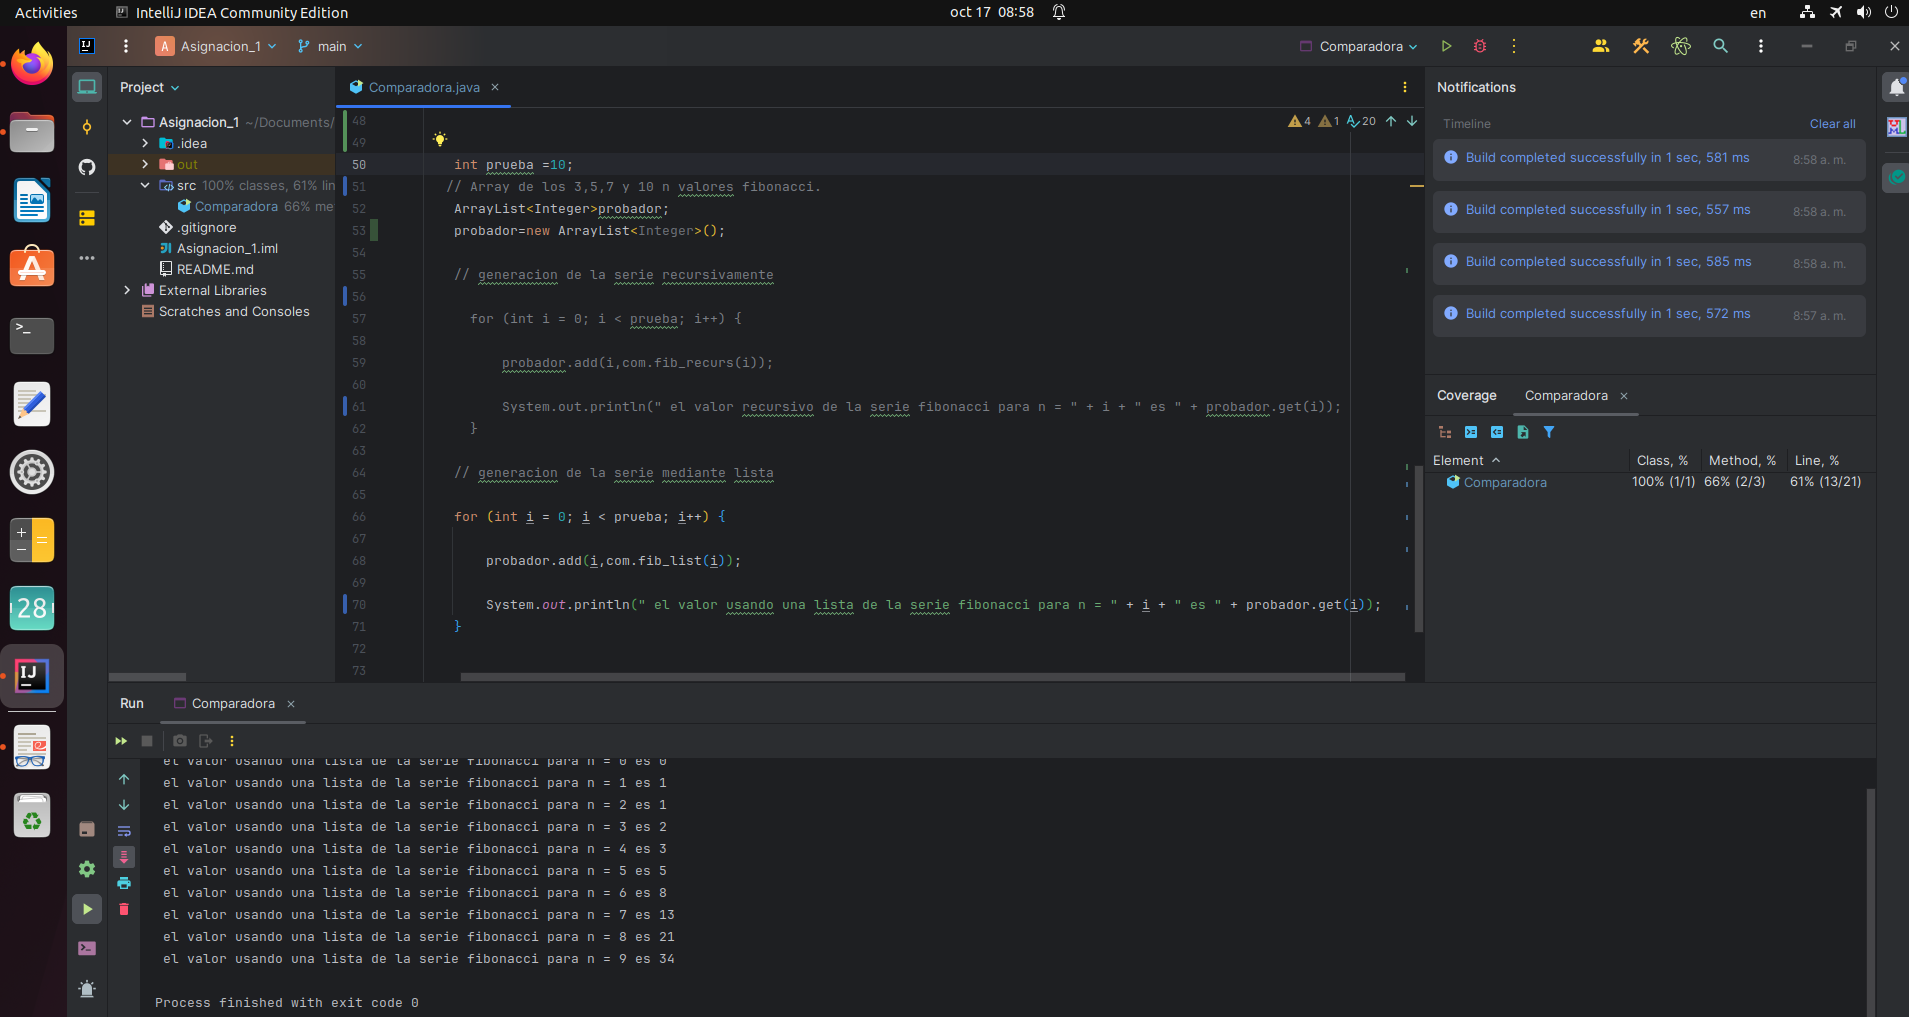 Activities
IntelliJ IDEA Community Edition
oct 17 08:58
en
A Asignacion_1
main
Comparadora
Project
Comparadora.java
Notifications
Asignacion_1 ~/Documents/
.idea
out
src 100% classes, 61% lin
Comparadora 66% me
.gitignore
Asignacion_1.iml
README.md
External Libraries
Scratches and Consoles
4 1 20
48
49
50 int prueba =10;
51 // Array de los 3,5,7 y 10 n valores fibonacci.
52 ArrayList<Integer>probador;
53 probador=new ArrayList<Integer>();
54
55 // generacion de la serie recursivamente
56
57 for (int i = 0; i < prueba; i++) {
58
59 probador.add(i,com.fib_recurs(i));
60
61 System.out.println(" el valor recursivo de la serie fibonacci para n = " + i + " es " + probador.get(i));
62 }
63
64 // generacion de la serie mediante lista
65
66 for (int i = 0; i < prueba; i++) {
67
68 probador.add(i,com.fib_list(i));
69
70 System.out.println(" el valor usando una lista de la serie fibonacci para n = " + i + " es " + probador.get(i));
71 }
72
73
Timeline
Clear all
Build completed successfully in 1 sec, 581 ms 8:58 a. m.
Build completed successfully in 1 sec, 557 ms 8:58 a. m.
Build completed successfully in 1 sec, 585 ms 8:58 a. m.
Build completed successfully in 1 sec, 572 ms 8:57 a. m.
Coverage
Comparadora
Element Class, % Method, % Line, %
Comparadora 100% (1/1) 66% (2/3) 61% (13/21)
28
Run
Comparadora
el valor usando una lista de la serie fibonacci para n = 0 es 0
el valor usando una lista de la serie fibonacci para n = 1 es 1
el valor usando una lista de la serie fibonacci para n = 2 es 1
el valor usando una lista de la serie fibonacci para n = 3 es 2
el valor usando una lista de la serie fibonacci para n = 4 es 3
el valor usando una lista de la serie fibonacci para n = 5 es 5
el valor usando una lista de la serie fibonacci para n = 6 es 8
el valor usando una lista de la serie fibonacci para n = 7 es 13
el valor usando una lista de la serie fibonacci para n = 8 es 21
el valor usando una lista de la serie fibonacci para n = 9 es 34
Process finished with exit code 0